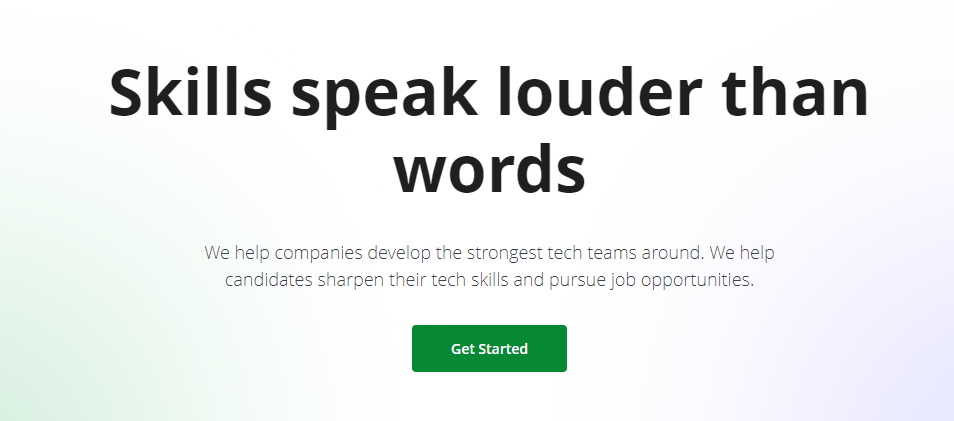 Skills speak louder than
words
We help companies develop the strongest tech teams around. We help
candidates sharpen their tech skills and pursue job opportunities.
Get Started